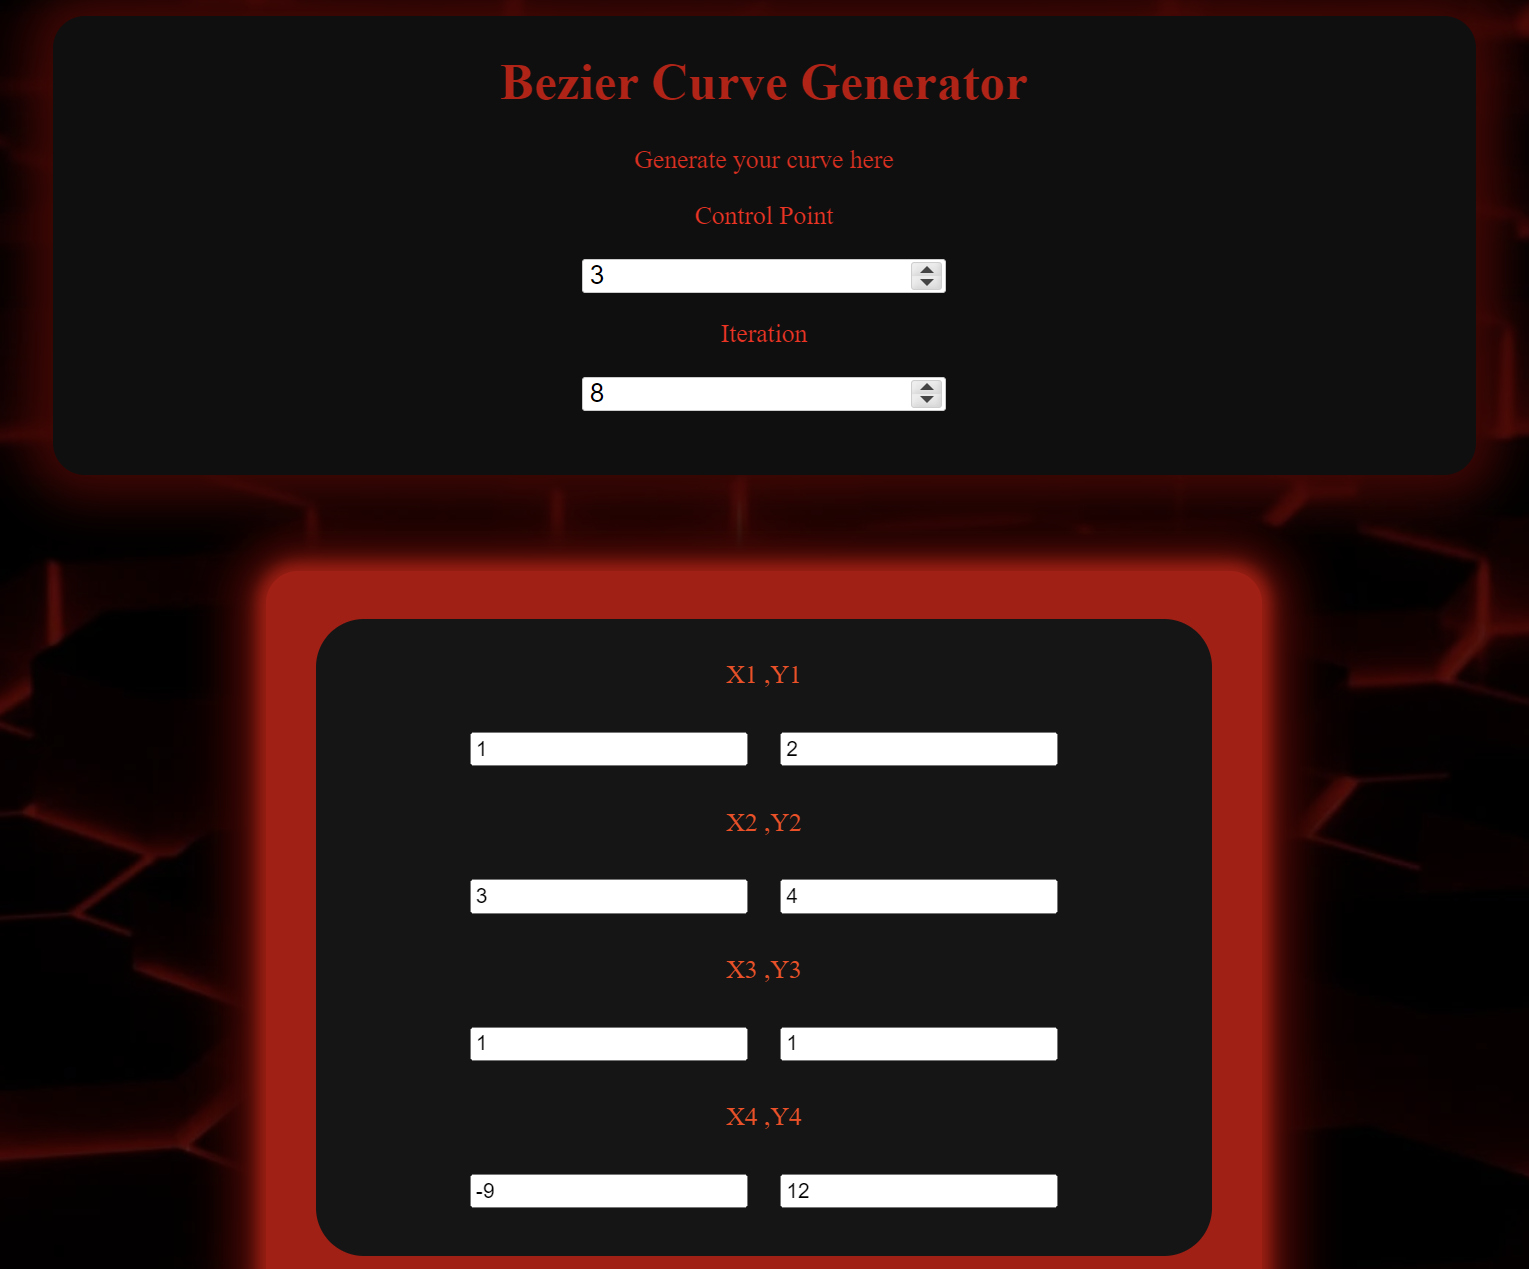 Bezier Curve Generator
Generate your curve here
Control Point
3
Iteration
8
X1 ,Y1
1 2
X2 ,Y2
3 4
X3 ,Y3
1 1
X4 ,Y4
-9 12